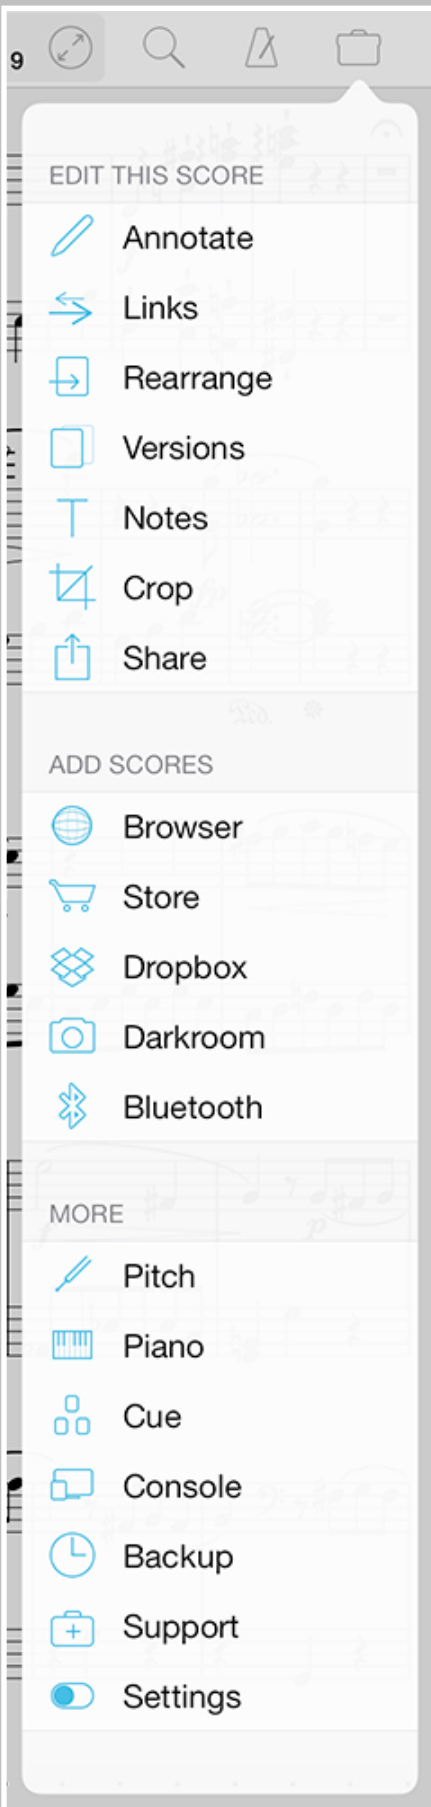 9
EDIT THIS SCORE
Annotate
Links
Rearrange
Versions
Notes
Crop
Share
ADD SCORES
Browser
Store
Dropbox
Darkroom
Bluetooth
MORE
Pitch
Piano
Cue
Console
Backup
Support
Settings